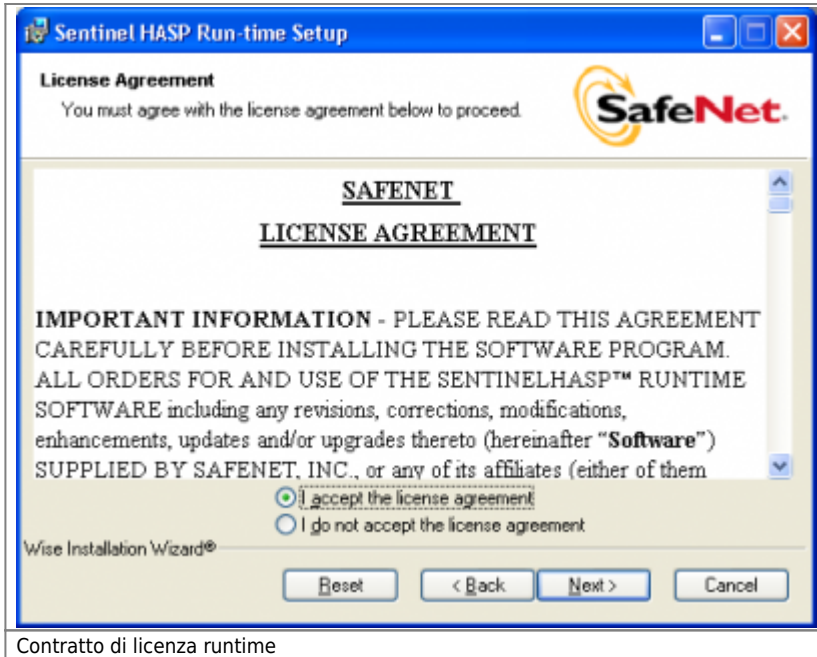 Sentinel HASP Run-time Setup
License Agreement
You must agree with the license agreement below to proceed.
SafeNet.
SAFENET
LICENSE AGREEMENT
IMPORTANT INFORMATION - PLEASE READ THIS AGREEMENT
CAREFULLY BEFORE INSTALLING THE SOFTWARE PROGRAM.
ALL ORDERS FOR AND USE OF THE SENTINELHASP™ RUNTIME
SOFTWARE including any revisions, corrections, modifications,
enhancements, updates and/or upgrades thereto (hereinafter “Software”)
SUPPLIED BY SAFENET, INC., or any of its affiliates (either of them
I accept the license agreement
I do not accept the license agreement
Wise Installation Wizard®
Reset
< Back
Next >
Cancel
Contratto di licenza runtime